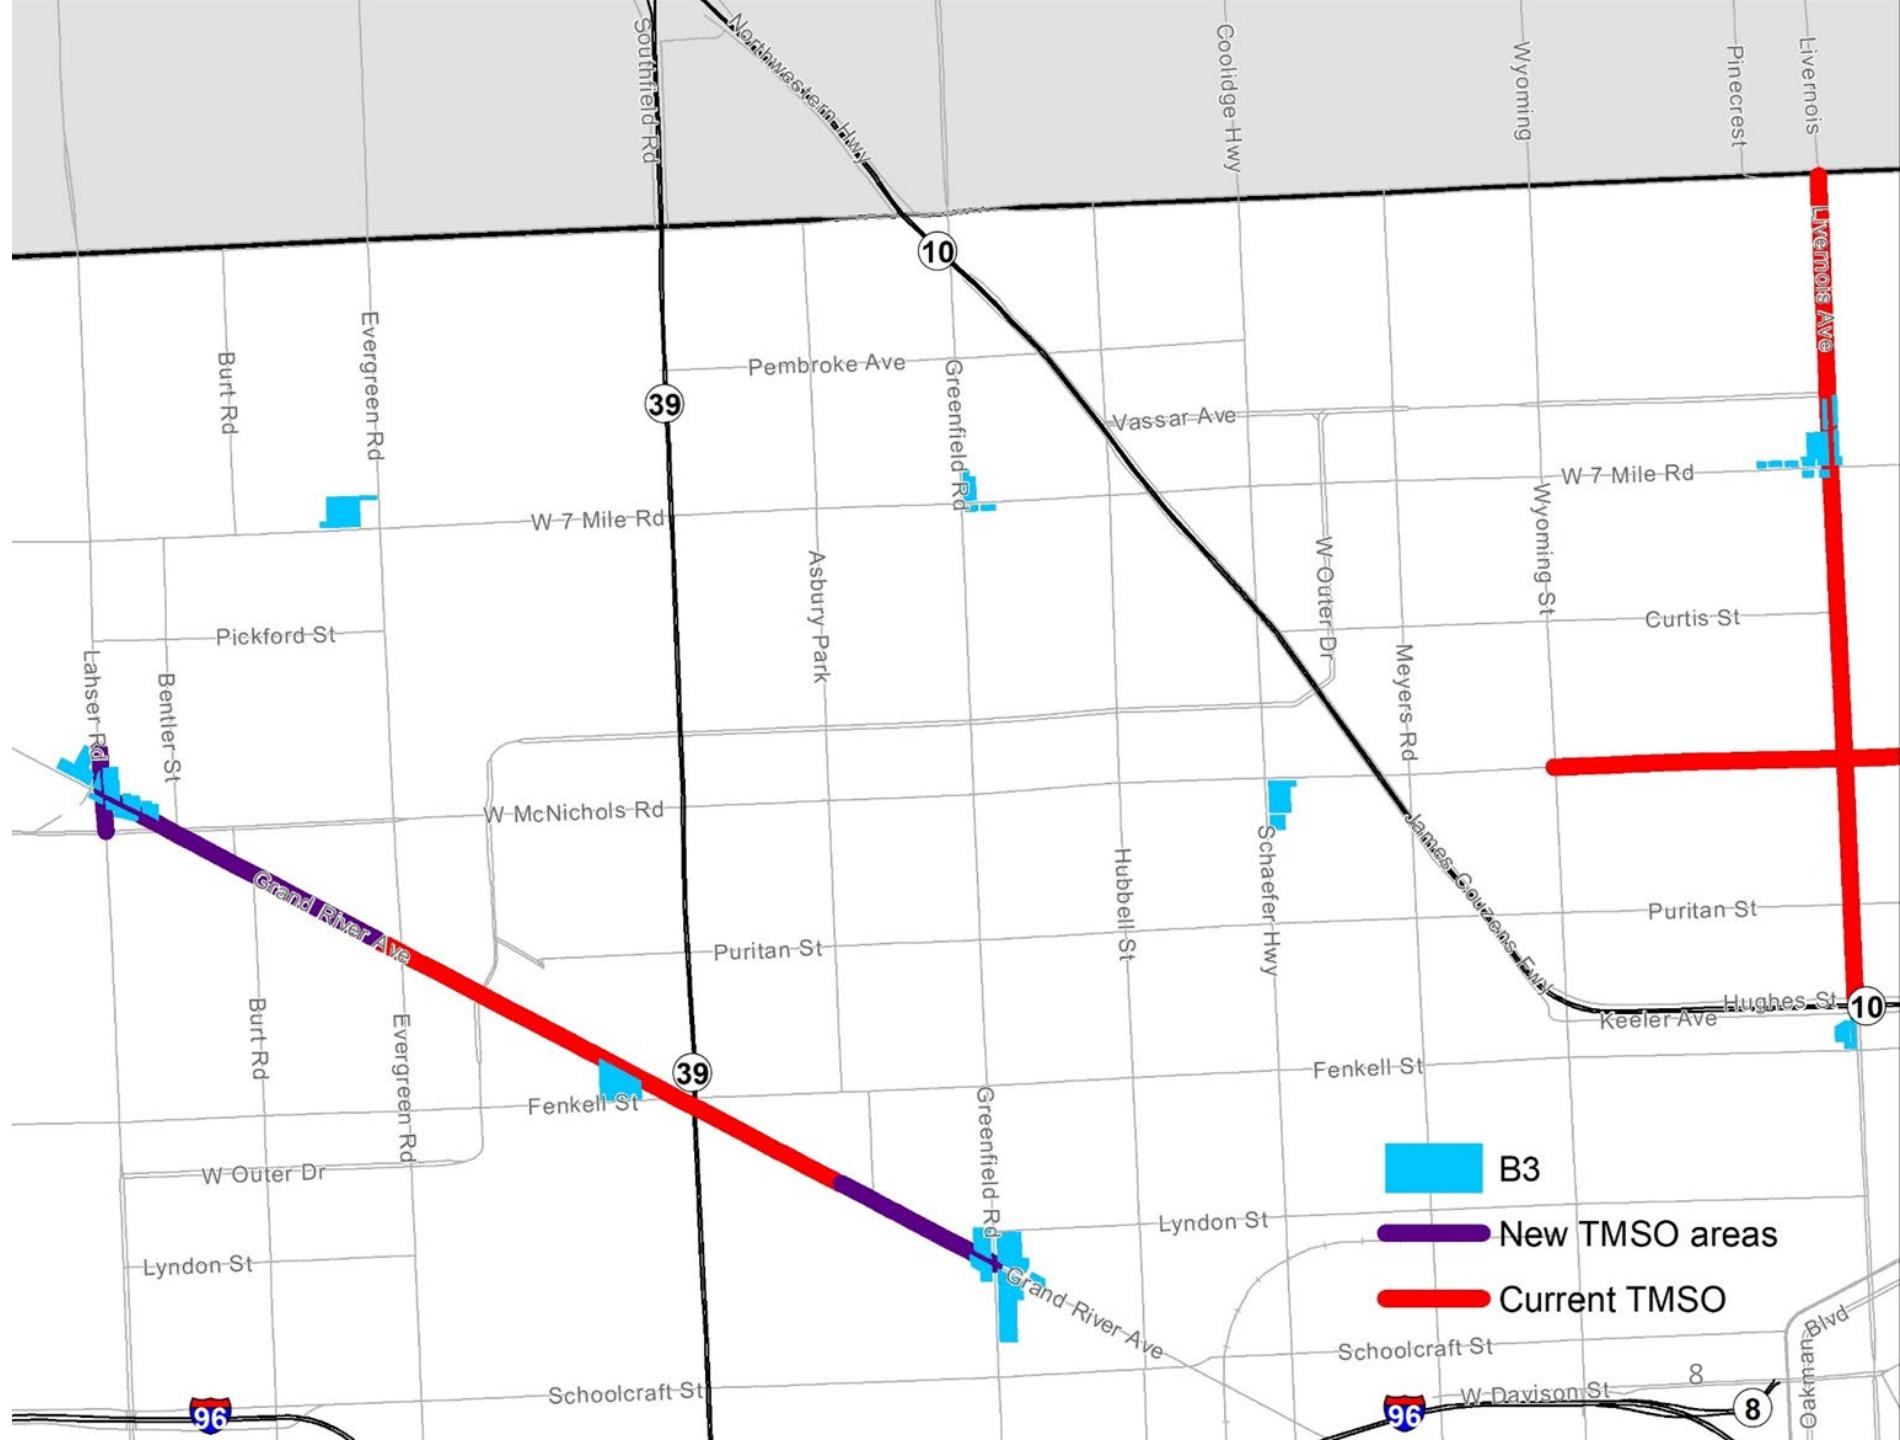 Southfield Rd
Northwestern Hwy
Coolidge Hwy
Wyoming
Pinecrest
Livernois
10
Livernois Ave
Evergreen Rd
Burt Rd
Pembroke Ave
Greenfield Rd
39
Vassar Ave
W 7 Mile Rd
W 7 Mile Rd
Wyoming St
Asbury Park
W Outer Dr
Curtis St
Pickford St
Lahser Rd
Bentler St
Meyers Rd
W McNichols Rd
Schaefer Hwy
James Couzens Fwy
Hubbell St
Grand River Ave
Puritan St
Puritan St
Burt Rd
Evergreen Rd
Hughes St
10
Keeler Ave
39
Fenkell St
Fenkell St
Greenfield Rd
W Outer Dr
B3
Lyndon St
New TMSO areas
Lyndon St
Grand River Ave
Current TMSO
Blvd
Oakman
Schoolcraft St
8
Schoolcraft St
W Davison St
96
96
8